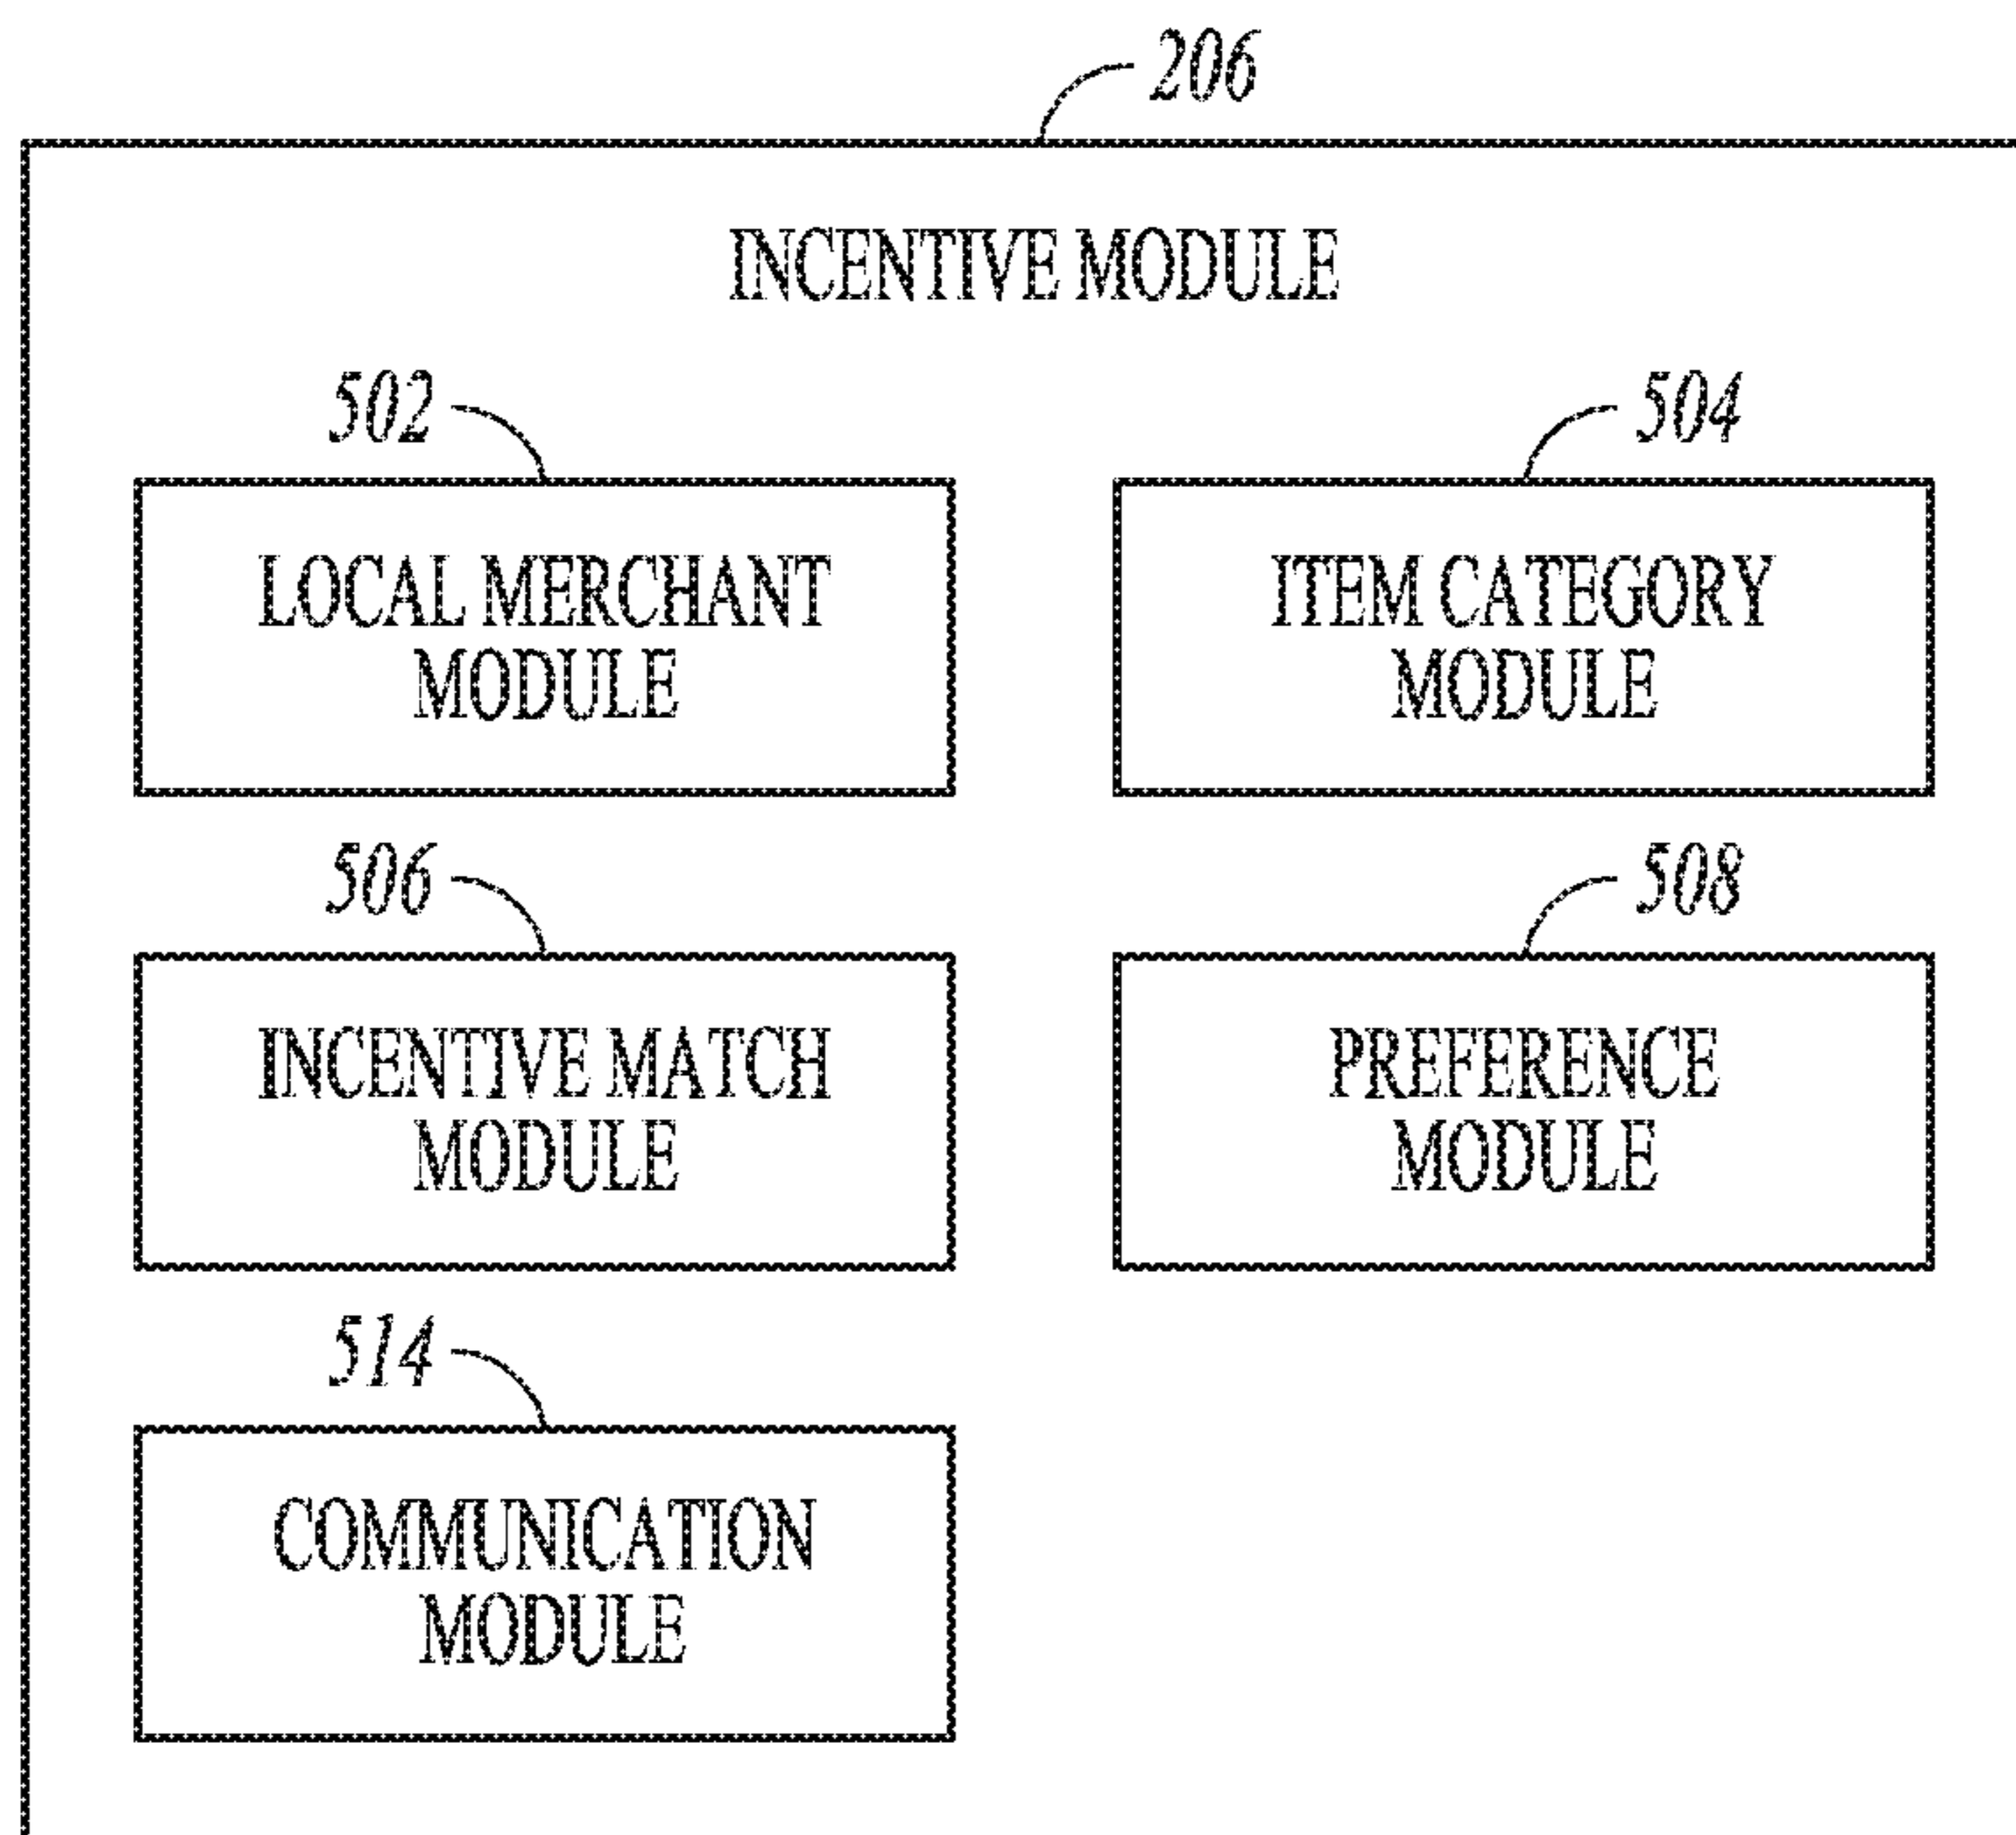 206
INCENTIVE MODULE
502
504
LOCAL MERCHANT
MODULE
ITEM CATEGORY
MODULE
506
508
INCENTIVE MATCH
MODULE
PREFERENCE
MODULE
514
COMMUNICATION
MODULE